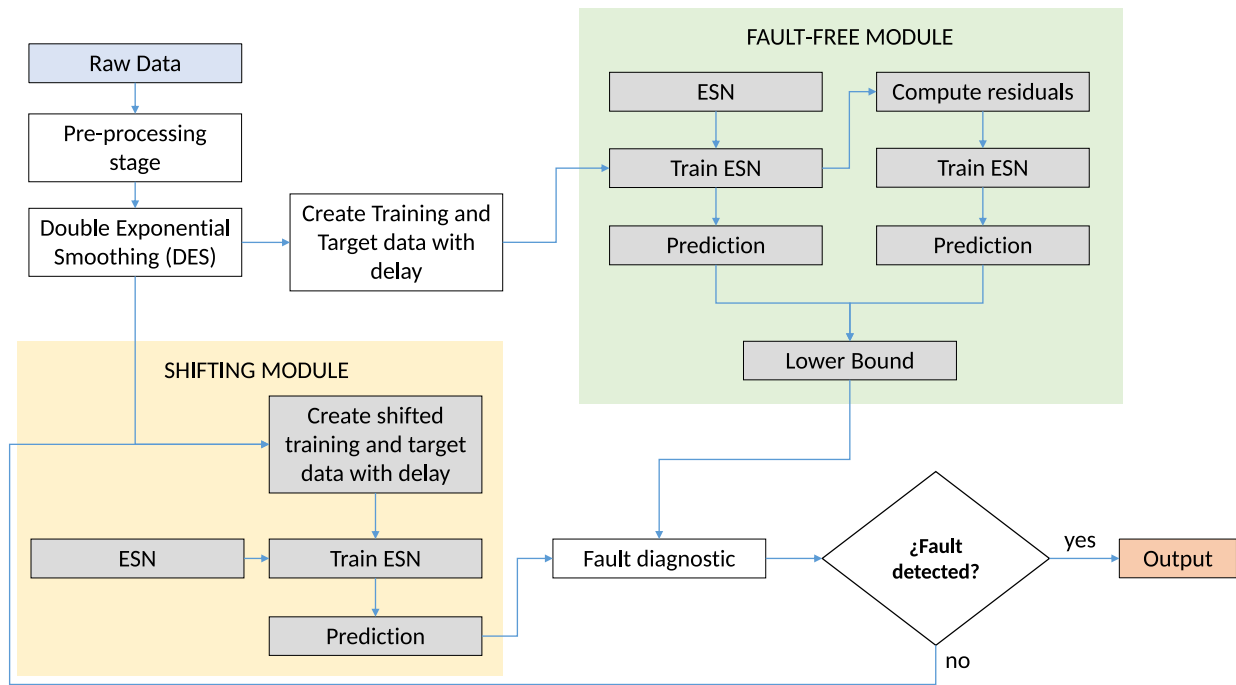 Raw Data
Pre-processing
stage
Double Exponential
Smoothing (DES)
Create Training and
Target data with
delay
FAULT-FREE MODULE
ESN
Train ESN
Prediction
Compute residuals
Train ESN
Prediction
Lower Bound
SHIFTING MODULE
Create shifted
training and target
data with delay
ESN
Train ESN
Prediction
Fault diagnostic
¿Fault
detected?
yes
Output
no